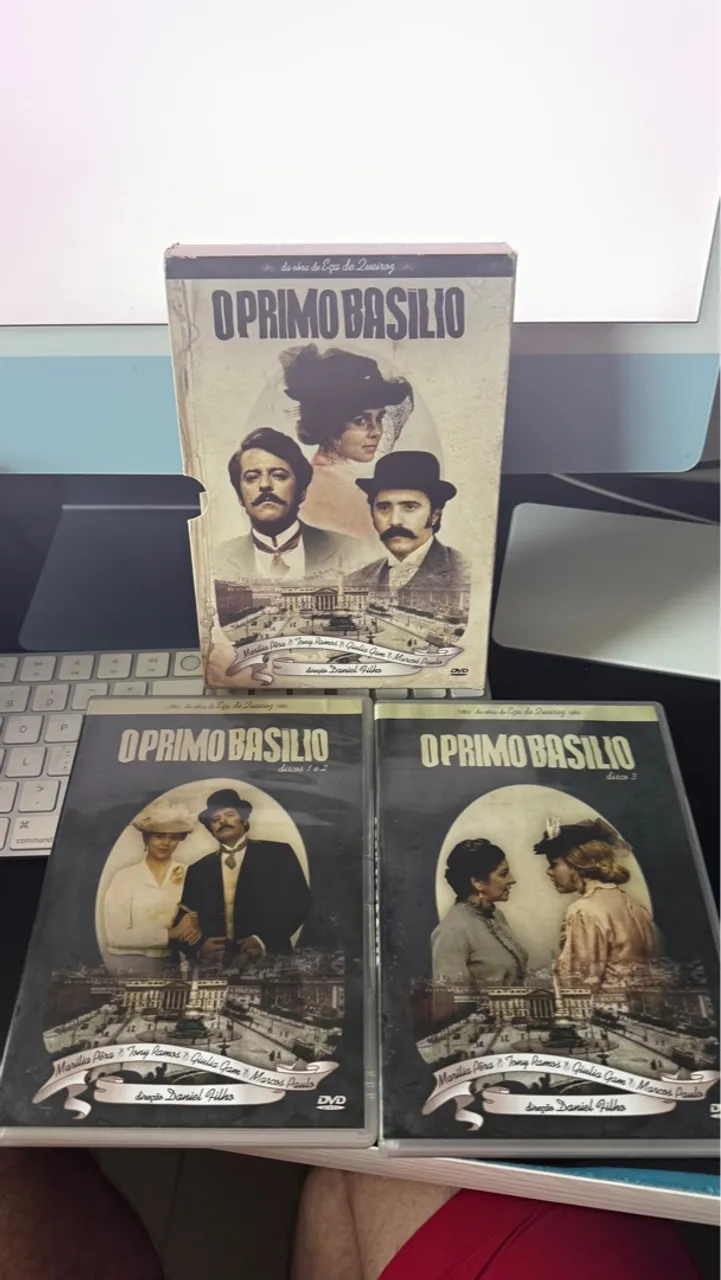 da obra de Eça de Queiroz
O PRIMO BASÍLIO
Marília Pêra Tony Ramos Giulia Gam Marcos Paulo
direção Daniel Filho
DVD
da obra de Eça de Queiroz
O PRIMO BASÍLIO
discos 1 e 2
Marília Pêra Tony Ramos Giulia Gam Marcos Paulo
direção Daniel Filho
DVD
da obra de Eça de Queiroz
O PRIMO BASÍLIO
disco 3
Marília Pêra Tony Ramos Giulia Gam Marcos Paulo
direção Daniel Filho
O P
L
command